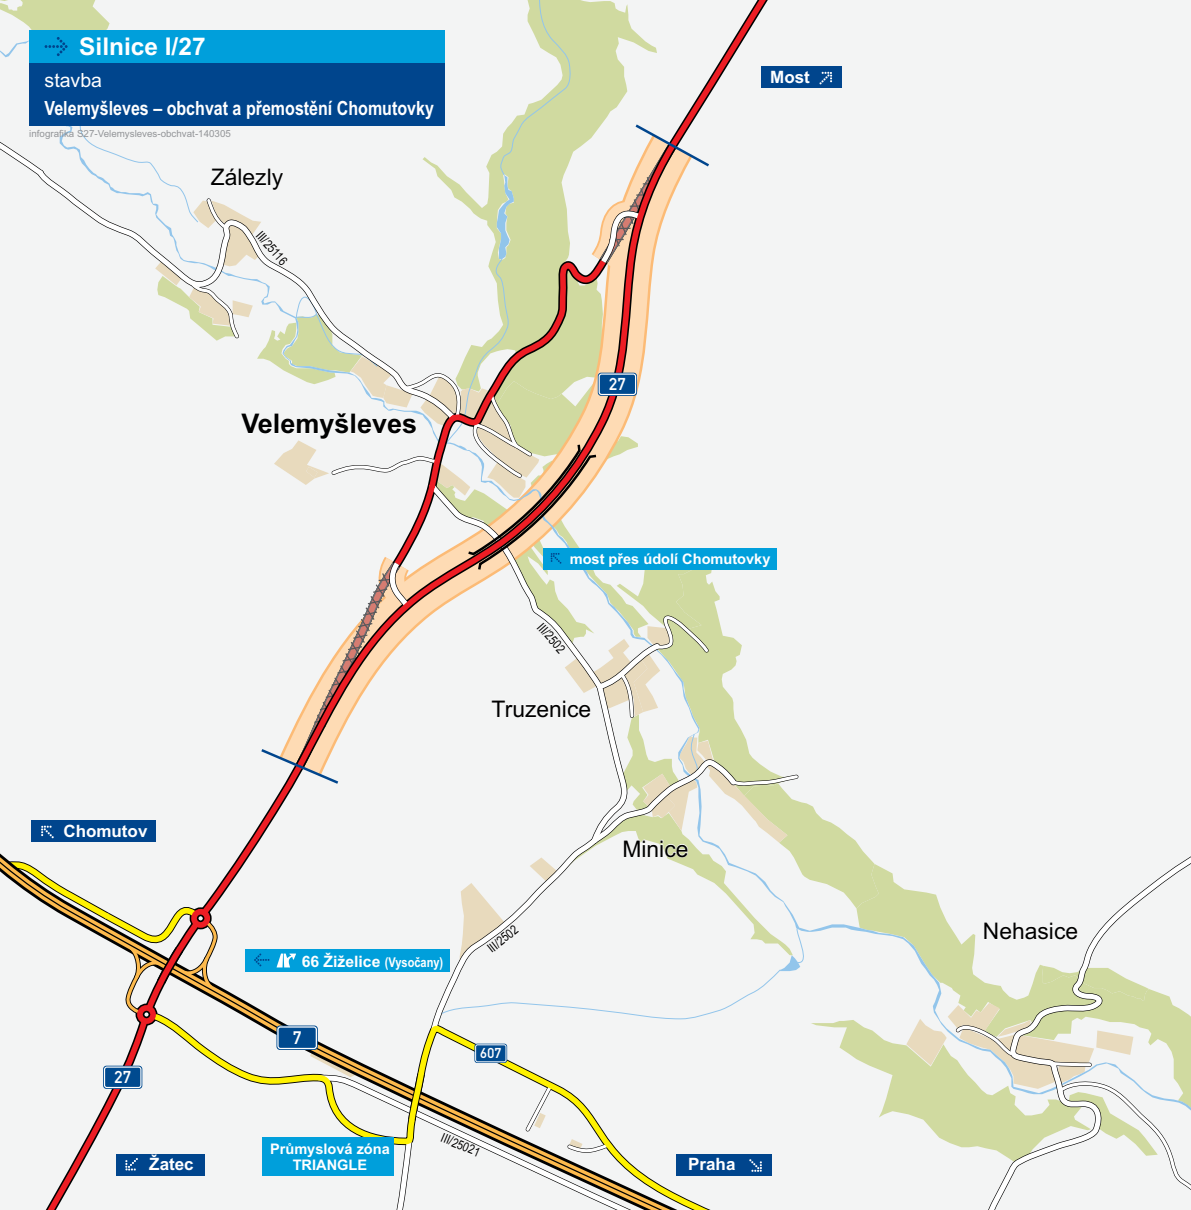 Silnice I/27
stavba
Velemyšleves – obchvat a přemostění Chomutovky
infografika S27-Velemysleves-obchvat-140305
Most
Zálezly
III/25116
27
Velemyšleves
most přes údolí Chomutovky
III/2502
Truzenice
Chomutov
Minice
Nehasice
III/2502
66 Žiželice (Vysočany)
7
607
27
III/25021
Průmyslová zóna
TRIANGLE
Žatec
Praha